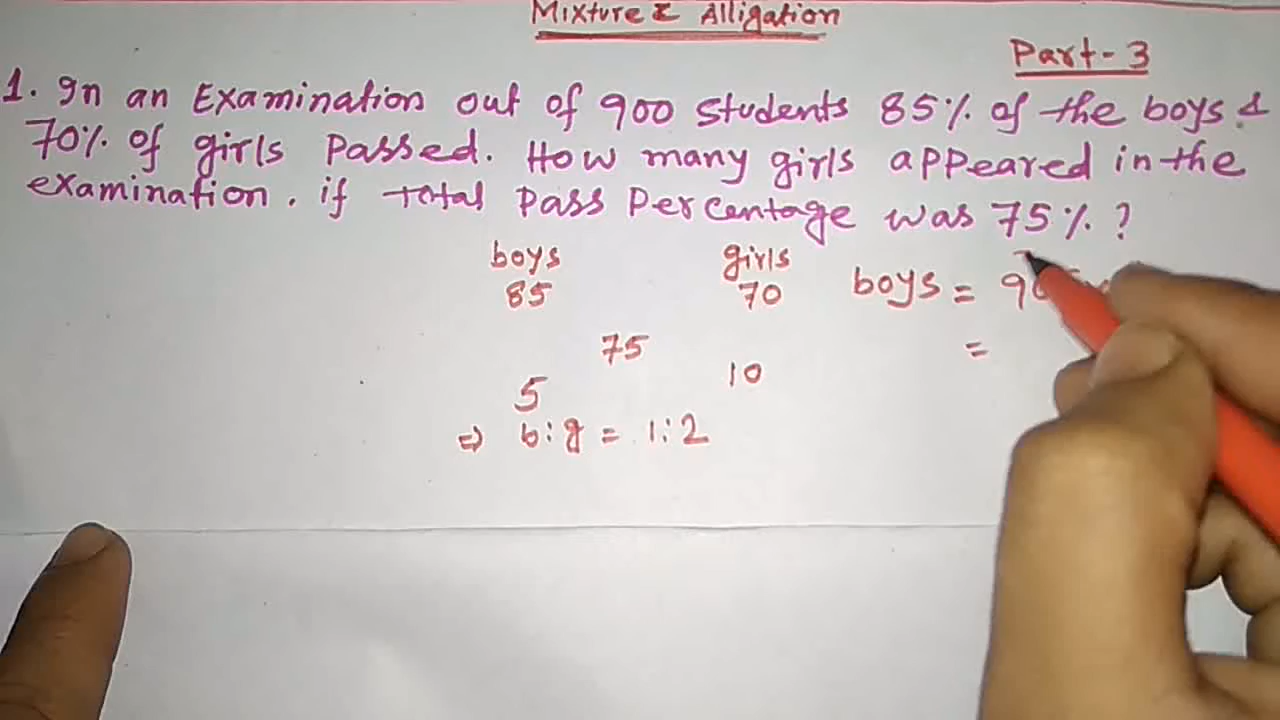 Mixture & Alligation
Part-3
1. In an Examination out of 900 students 85% of the boys &
70% of girls Passed. How many girls appeared in the
examination. if Total Pass Percentage was 75%?
boys girls
85 70 boys =
75 =
5 10
⇒ b:g = 1:2